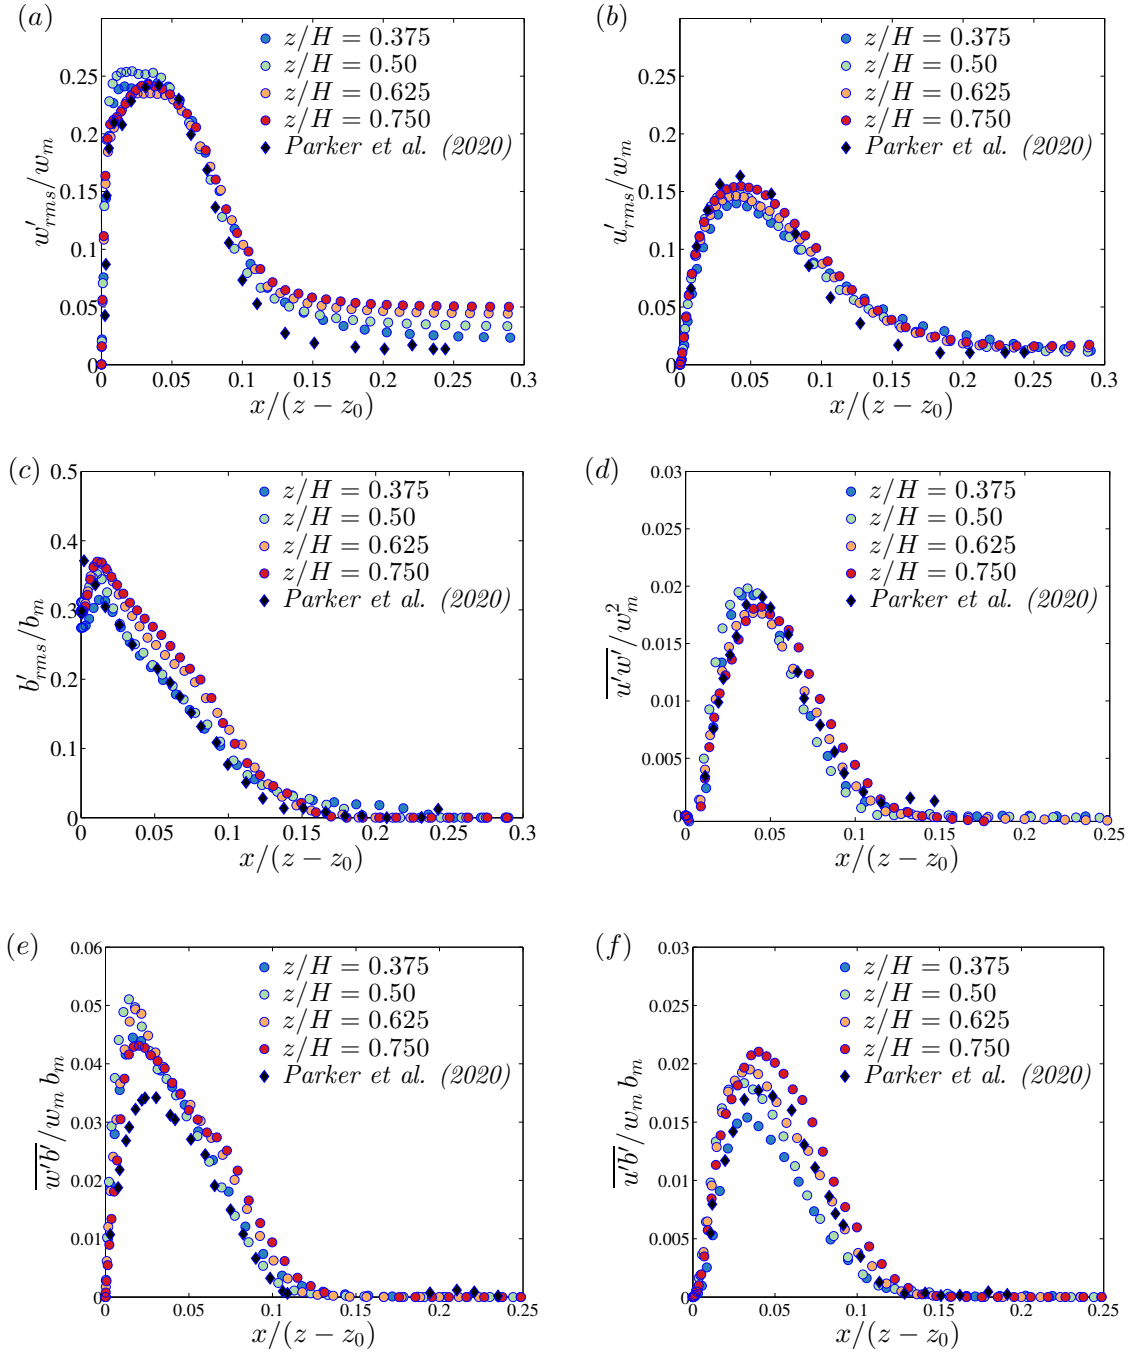 (a)
z/H = 0.375
z/H = 0.50
z/H = 0.625
z/H = 0.750
Parker et al. (2020)
w′rms/wm
0.25
0.20
0.15
0.10
0.05
0
0 0.05 0.1 0.15 0.2 0.25 0.3
x/(z − z0)
(b)
z/H = 0.375
z/H = 0.50
z/H = 0.625
z/H = 0.750
Parker et al. (2020)
u′rms/wm
0.25
0.20
0.15
0.10
0.05
0
0 0.05 0.1 0.15 0.2 0.25 0.3
x/(z − z0)
(c)
z/H = 0.375
z/H = 0.50
z/H = 0.625
z/H = 0.750
Parker et al. (2020)
b′rms/bm
0.5
0.4
0.3
0.2
0.1
0
0 0.05 0.1 0.15 0.2 0.25 0.3
x/(z − z0)
(d)
z/H = 0.375
z/H = 0.50
z/H = 0.625
z/H = 0.750
Parker et al. (2020)
u′w′/w²m
0.03
0.025
0.02
0.015
0.01
0.005
0
0 0.05 0.1 0.15 0.2 0.25
x/(z − z0)
(e)
z/H = 0.375
z/H = 0.50
z/H = 0.625
z/H = 0.750
Parker et al. (2020)
w′b′/wm bm
0.06
0.05
0.04
0.03
0.02
0.01
0
0 0.05 0.1 0.15 0.2 0.25
x/(z − z0)
(f)
z/H = 0.375
z/H = 0.50
z/H = 0.625
z/H = 0.750
Parker et al. (2020)
u′b′/wm bm
0.03
0.025
0.02
0.015
0.01
0.005
0
0 0.05 0.1 0.15 0.2 0.25
x/(z − z0)